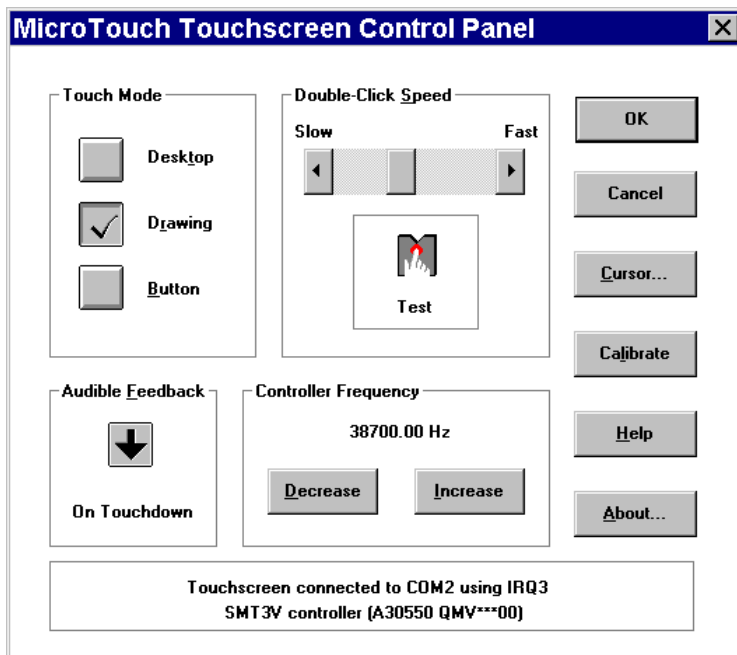 MicroTouch Touchscreen Control Panel
Touch Mode
Desktop
Drawing
Button
Double-Click Speed
Slow Fast
Test
OK
Cancel
Cursor...
Calibrate
Help
About...
Audible Feedback
On Touchdown
Controller Frequency
38700.00 Hz
Decrease Increase
Touchscreen connected to COM2 using IRQ3
SMT3V controller (A30550 QMV***00)